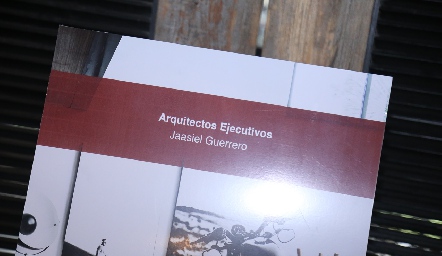 Arquitectos Ejecutivos
Jaasiel Guerrero